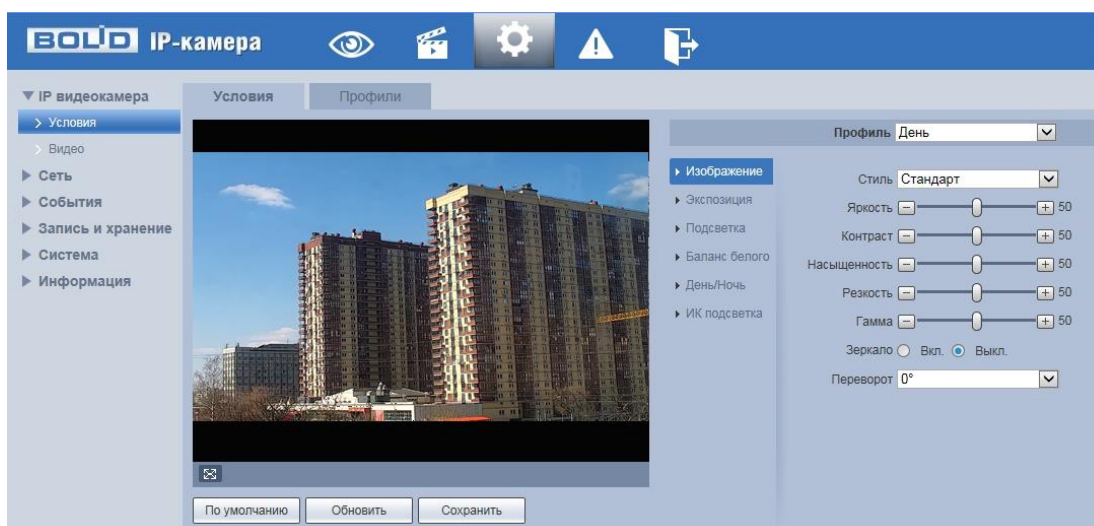 BOLID IP-камера
IP видеокамера
Условия
Видео
Сеть
События
Запись и хранение
Система
Информация
Условия Профили
По умолчанию Обновить Сохранить
Изображение
Экспозиция
Подсветка
Баланс белого
День/Ночь
ИК подсветка
Профиль День
Стиль Стандарт
Яркость 50
Контраст 50
Насыщенность 50
Резкость 50
Гамма 50
Зеркало Вкл. Выкл.
Переворот 0°